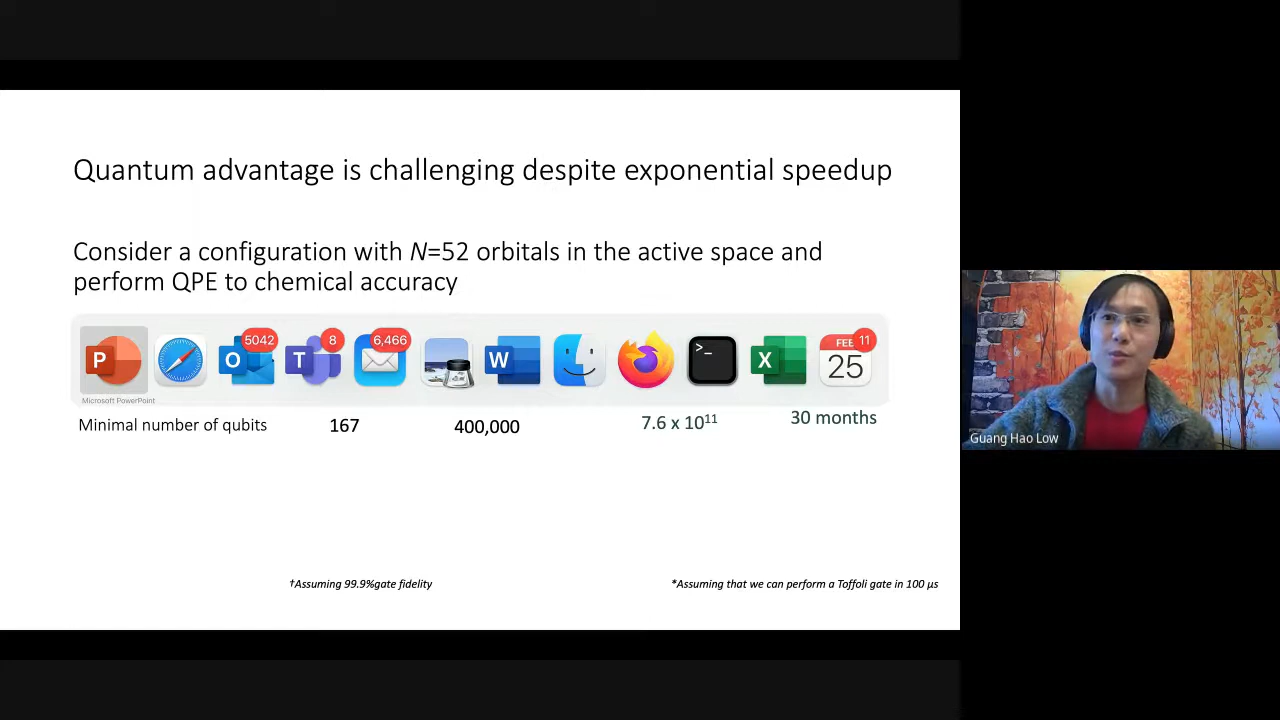 Quantum advantage is challenging despite exponential speedup
Consider a configuration with N=52 orbitals in the active space and
perform QPE to chemical accuracy
P
5042
O
8
T
6,466
W
>_
X
FEB 11
25
Microsoft PowerPoint
Minimal number of qubits 167 400,000 7.6 x 10¹¹ 30 months
Guang Hao Low
†Assuming 99.9%gate fidelity
*Assuming that we can perform a Toffoli gate in 100 µs